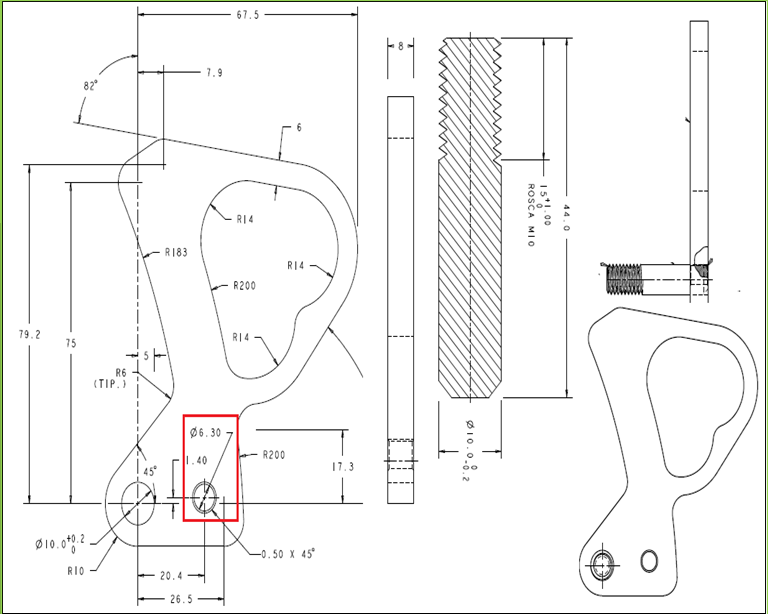 67.5
7.9
82°
6
8
R14
R183
R14
R200
R14
79.2
75
5
R6
(TIP.)
Ø6.30
1.40
R200
17.3
45°
Ø10.0 +0.2 0
R10
0.50 X 45°
20.4
26.5
15 +1.00 0
ROSCA M10
44.0
Ø10.0 0 -0.2